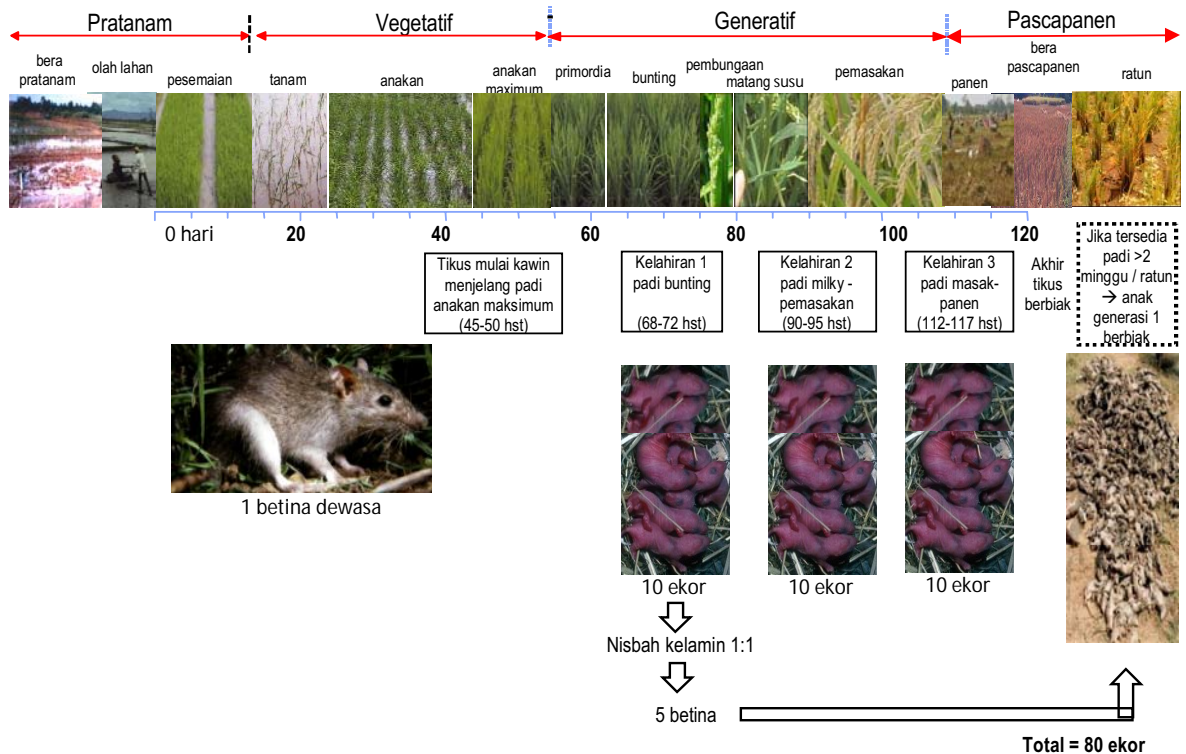 Pratanam
Vegetatif
Generatif
Pascapanen
bera
pratanam
olah lahan
pesemaian
tanam
anakan
anakan
maximum
primordia
bunting
pembungaan
matang susu
pemasakan
panen
bera
pascapanen
ratun
0 hari
20
40
60
80
100
120
Tikus mulai kawin
menjelang padi
anakan maksimum
(45-50 hst)
Kelahiran 1
padi bunting
(68-72 hst)
Kelahiran 2
padi milky -
pemasakan
(90-95 hst)
Kelahiran 3
padi masak-
panen
(112-117 hst)
Akhir
tikus
berbiak
Jika tersedia
padi >2
minggu / ratun
→ anak
generasi 1
berbiak
1 betina dewasa
10 ekor
10 ekor
10 ekor
Nisbah kelamin 1:1
5 betina
Total = 80 ekor